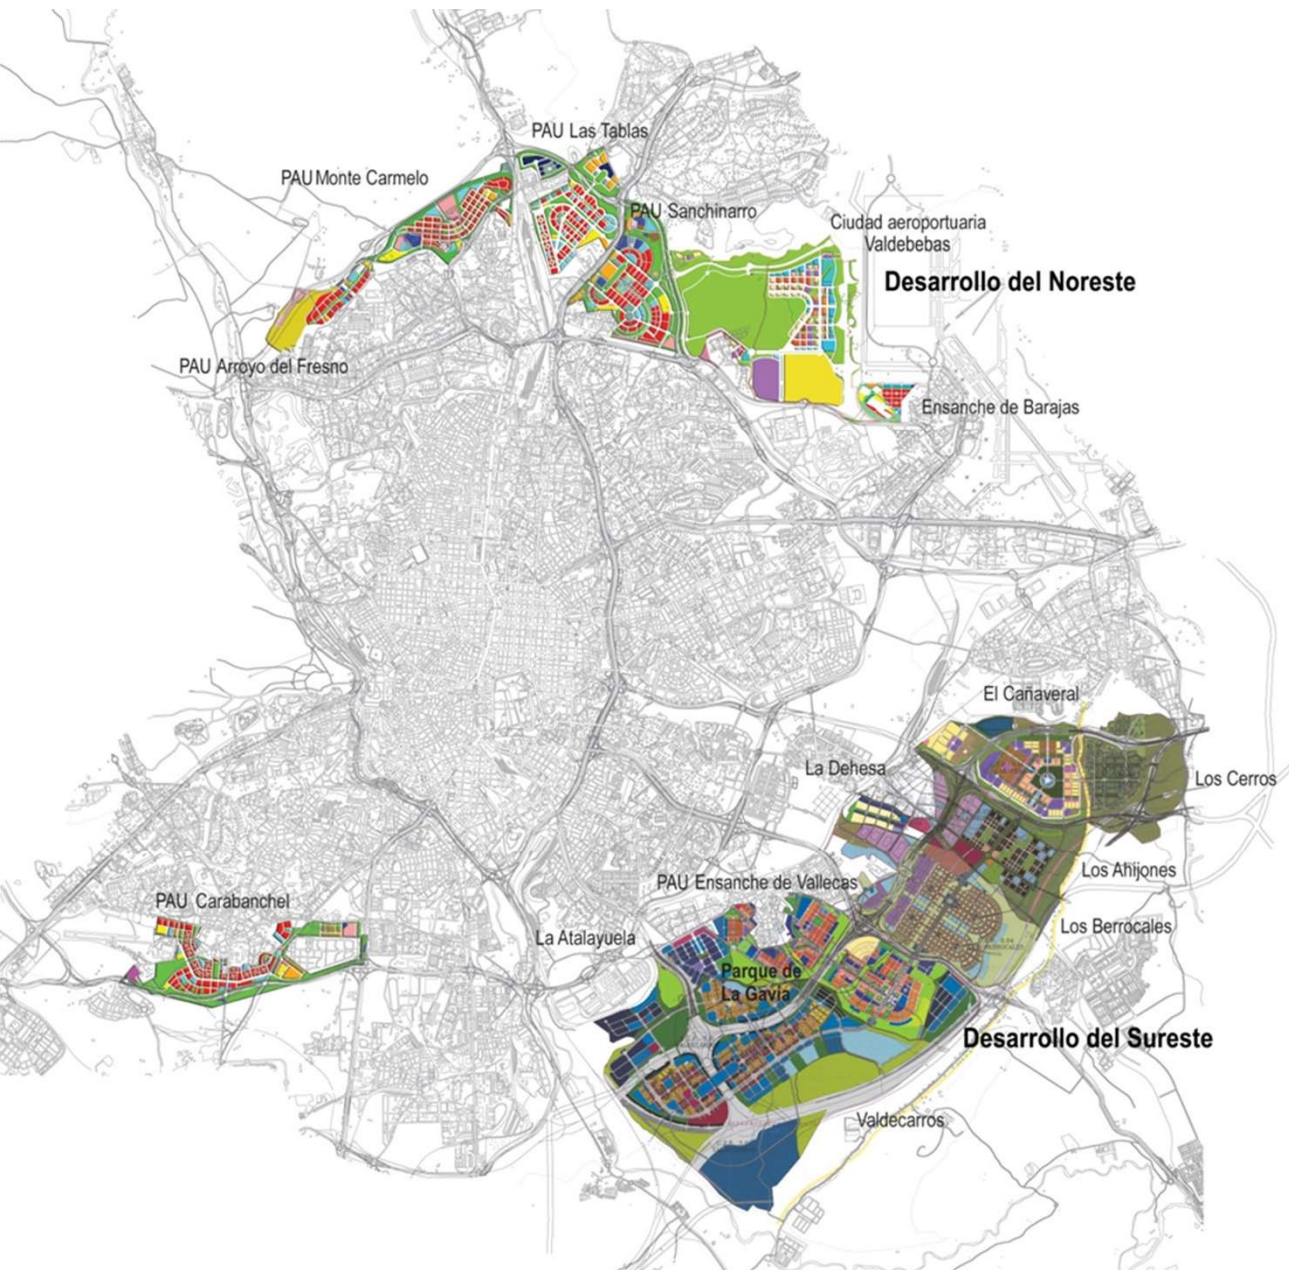 PAU Las Tablas
PAU Monte Carmelo
PAU Sanchinarro
Ciudad aeroportuaria
Valdebebas
Desarrollo del Noreste
PAU Arroyo del Fresno
Ensanche de Barajas
El Cañaveral
La Dehesa
Los Cerros
Los Ahijones
PAU Ensanche de Vallecas
PAU Carabanchel
Los Berrocales
La Atalayuela
Parque de
La Gavia
Desarrollo del Sureste
Valdecarros